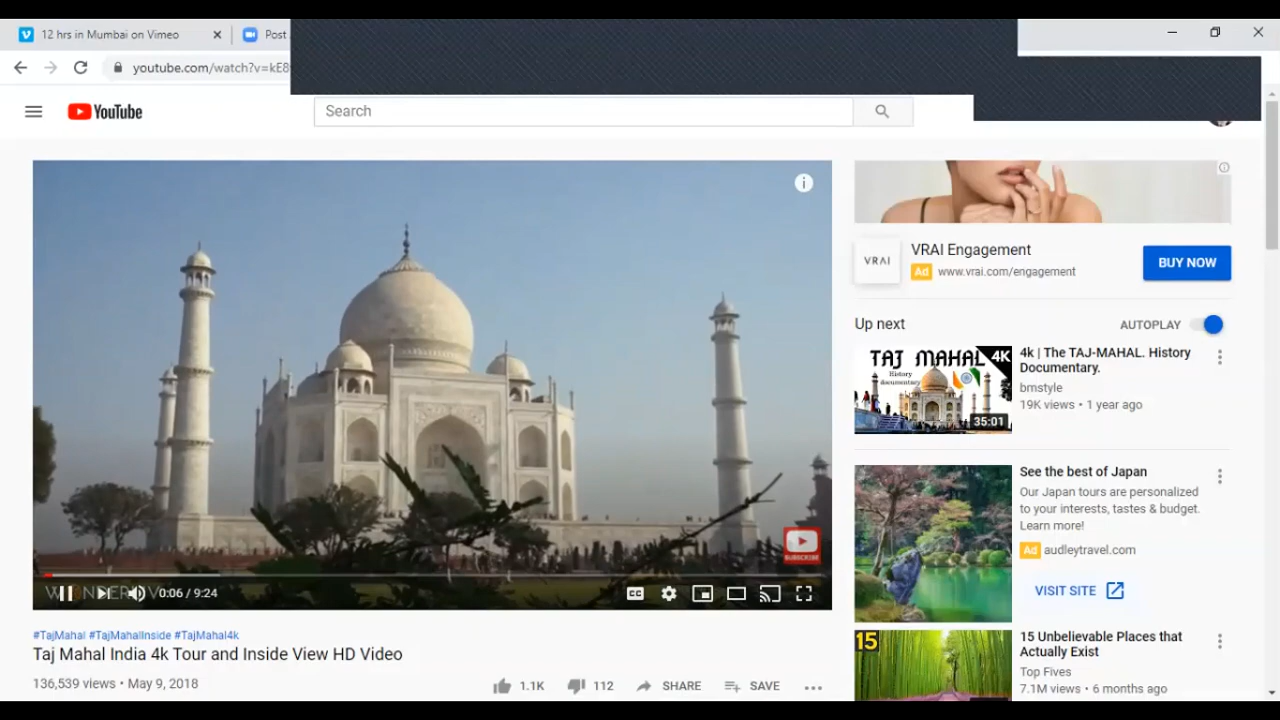 12 hrs in Mumbai on Vimeo
Post
youtube.com/watch?v=kE8
YouTube
Search
VRAI
VRAI Engagement
Ad www.vrai.com/engagement
BUY NOW
Up next
AUTOPLAY
TAJ MAHAL 4K
History
documentary
35:01
4k | The TAJ-MAHAL. History
Documentary.
bmstyle
19K views • 1 year ago
SUBSCRIBE
0:06 / 9:24
CC
See the best of Japan
Our Japan tours are personalized
to your interests, tastes & budget.
Learn more!
Ad audleytravel.com
VISIT SITE
#TajMahal #TajMahalInside #TajMahal4k
Taj Mahal India 4k Tour and Inside View HD Video
136,539 views • May 9, 2018
1.1K 112 SHARE SAVE
15
15 Unbelievable Places that
Actually Exist
Top Fives
7.1M views • 6 months ago